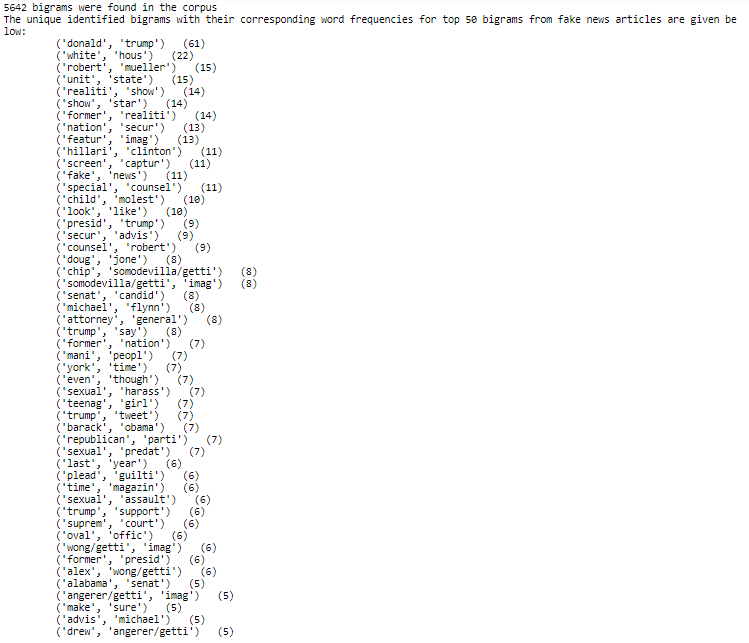 5642 bigrams were found in the corpus
The unique identified bigrams with their corresponding word frequencies for top 50 bigrams from fake news articles are given be
low:
('donald', 'trump') (61)
('white', 'hous') (22)
('robert', 'mueller') (15)
('unit', 'state') (15)
('realiti', 'show') (14)
('show', 'star') (14)
('former', 'realiti') (14)
('nation', 'secur') (13)
('featur', 'imag') (13)
('hillari', 'clinton') (11)
('screen', 'captur') (11)
('fake', 'news') (11)
('special', 'counsel') (11)
('child', 'molest') (10)
('look', 'like') (10)
('presid', 'trump') (9)
('secur', 'advis') (9)
('counsel', 'robert') (9)
('doug', 'jone') (8)
('chip', 'somodevilla/getti') (8)
('somodevilla/getti', 'imag') (8)
('senat', 'candid') (8)
('michael', 'flynn') (8)
('attorney', 'general') (8)
('trump', 'say') (8)
('former', 'nation') (7)
('mani', 'peopl') (7)
('york', 'time') (7)
('even', 'though') (7)
('sexual', 'harass') (7)
('teenag', 'girl') (7)
('trump', 'tweet') (7)
('barack', 'obama') (7)
('republican', 'parti') (7)
('sexual', 'predat') (7)
('last', 'year') (6)
('plead', 'guilti') (6)
('time', 'magazin') (6)
('sexual', 'assault') (6)
('trump', 'support') (6)
('suprem', 'court') (6)
('oval', 'offic') (6)
('wong/getti', 'imag') (6)
('former', 'presid') (6)
('alex', 'wong/getti') (6)
('alabama', 'senat') (5)
('angerer/getti', 'imag') (5)
('make', 'sure') (5)
('advis', 'michael') (5)
('drew', 'angerer/getti') (5)